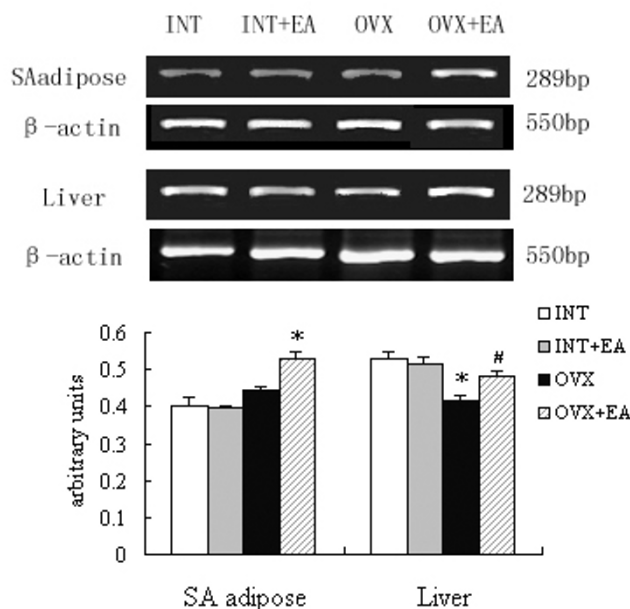 INT INT+EA OVX OVX+EA
SAadipose 289bp
β-actin 550bp
Liver 289bp
β-actin 550bp
arbitrary units
0.6
0.5
0.4
0.3
0.2
0.1
0
* * #
INT
INT+EA
OVX
OVX+EA
SA adipose Liver